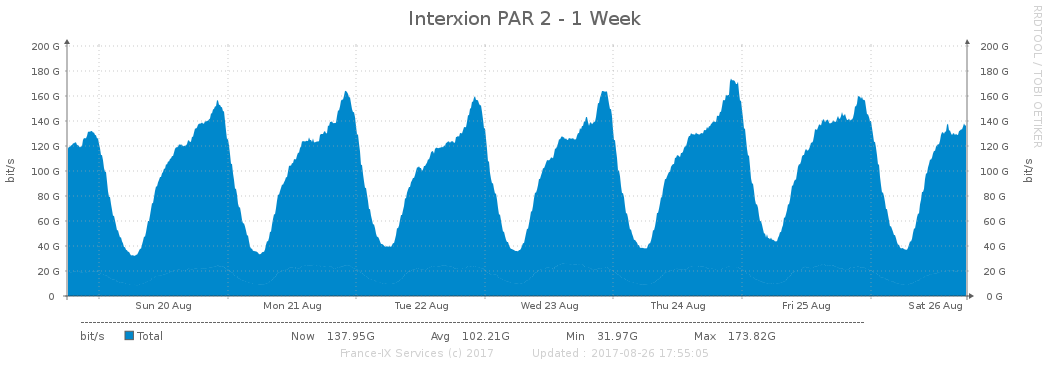 Interxion PAR 2 - 1 Week
RRDTOOL / TOBI OETIKER
200 G 200 G
180 G 180 G
160 G 160 G
140 G 140 G
120 G 120 G
100 G 100 G
80 G 80 G
60 G 60 G
40 G 40 G
20 G 20 G
0 0 G
bit/s bit/s
Sun 20 Aug Mon 21 Aug Tue 22 Aug Wed 23 Aug Thu 24 Aug Fri 25 Aug Sat 26 Aug
bit/s Total Now 137.95G Avg 102.21G Min 31.97G Max 173.82G
France-IX Services (c) 2017 Updated : 2017-08-26 17:55:05